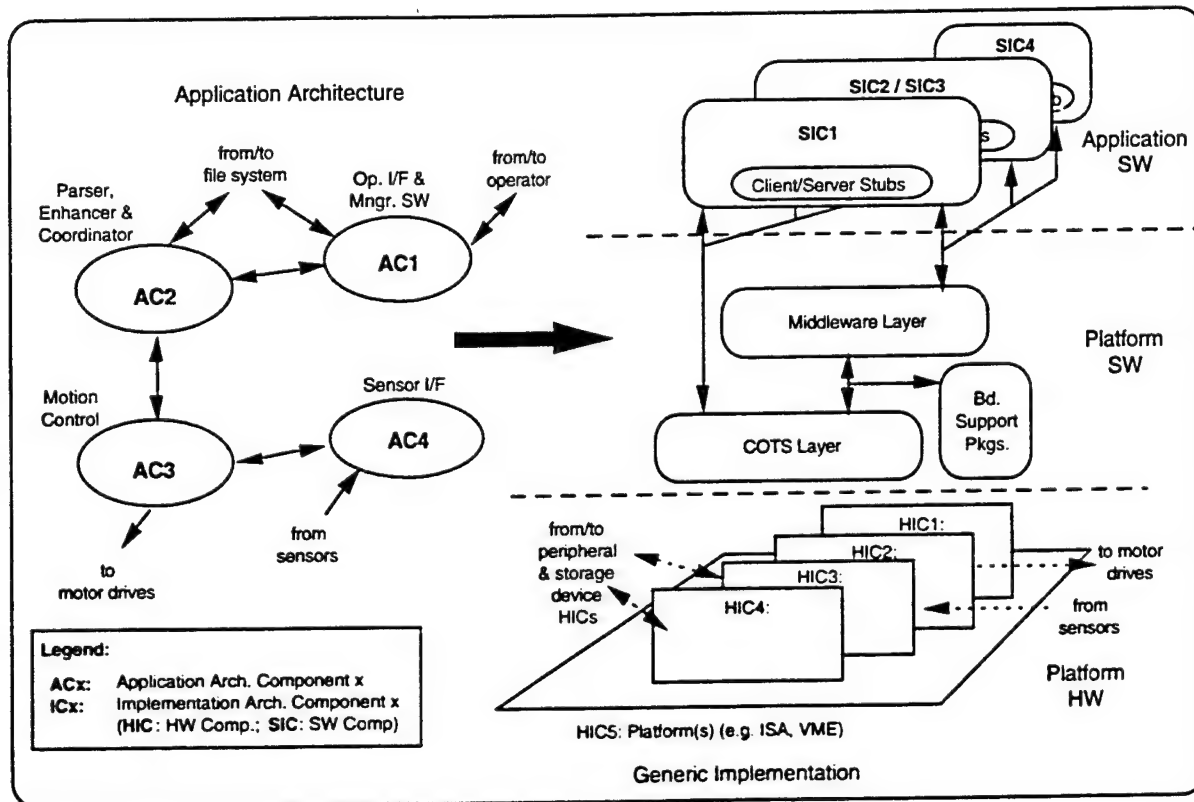 Application Architecture
from/to
file system
from/to
operator
Parser,
Enhancer &
Coordinator
Op. I/F &
Mngr. SW
AC1
AC2
Motion
Control
Sensor I/F
AC3
AC4
from
sensors
to
motor drives
Legend:
ACx: Application Arch. Component x
ICx: Implementation Arch. Component x
(HIC: HW Comp.; SIC: SW Comp)
SIC4
b
SIC2 / SIC3
s
SIC1
Client/Server Stubs
Application
SW
Middleware Layer
Platform
SW
Bd.
Support
Pkgs.
COTS Layer
from/to
peripheral
& storage
device
HICs
HIC1:
HIC2:
HIC3:
HIC4:
to motor
drives
from
sensors
Platform
HW
HIC5: Platform(s) (e.g. ISA, VME)
Generic Implementation